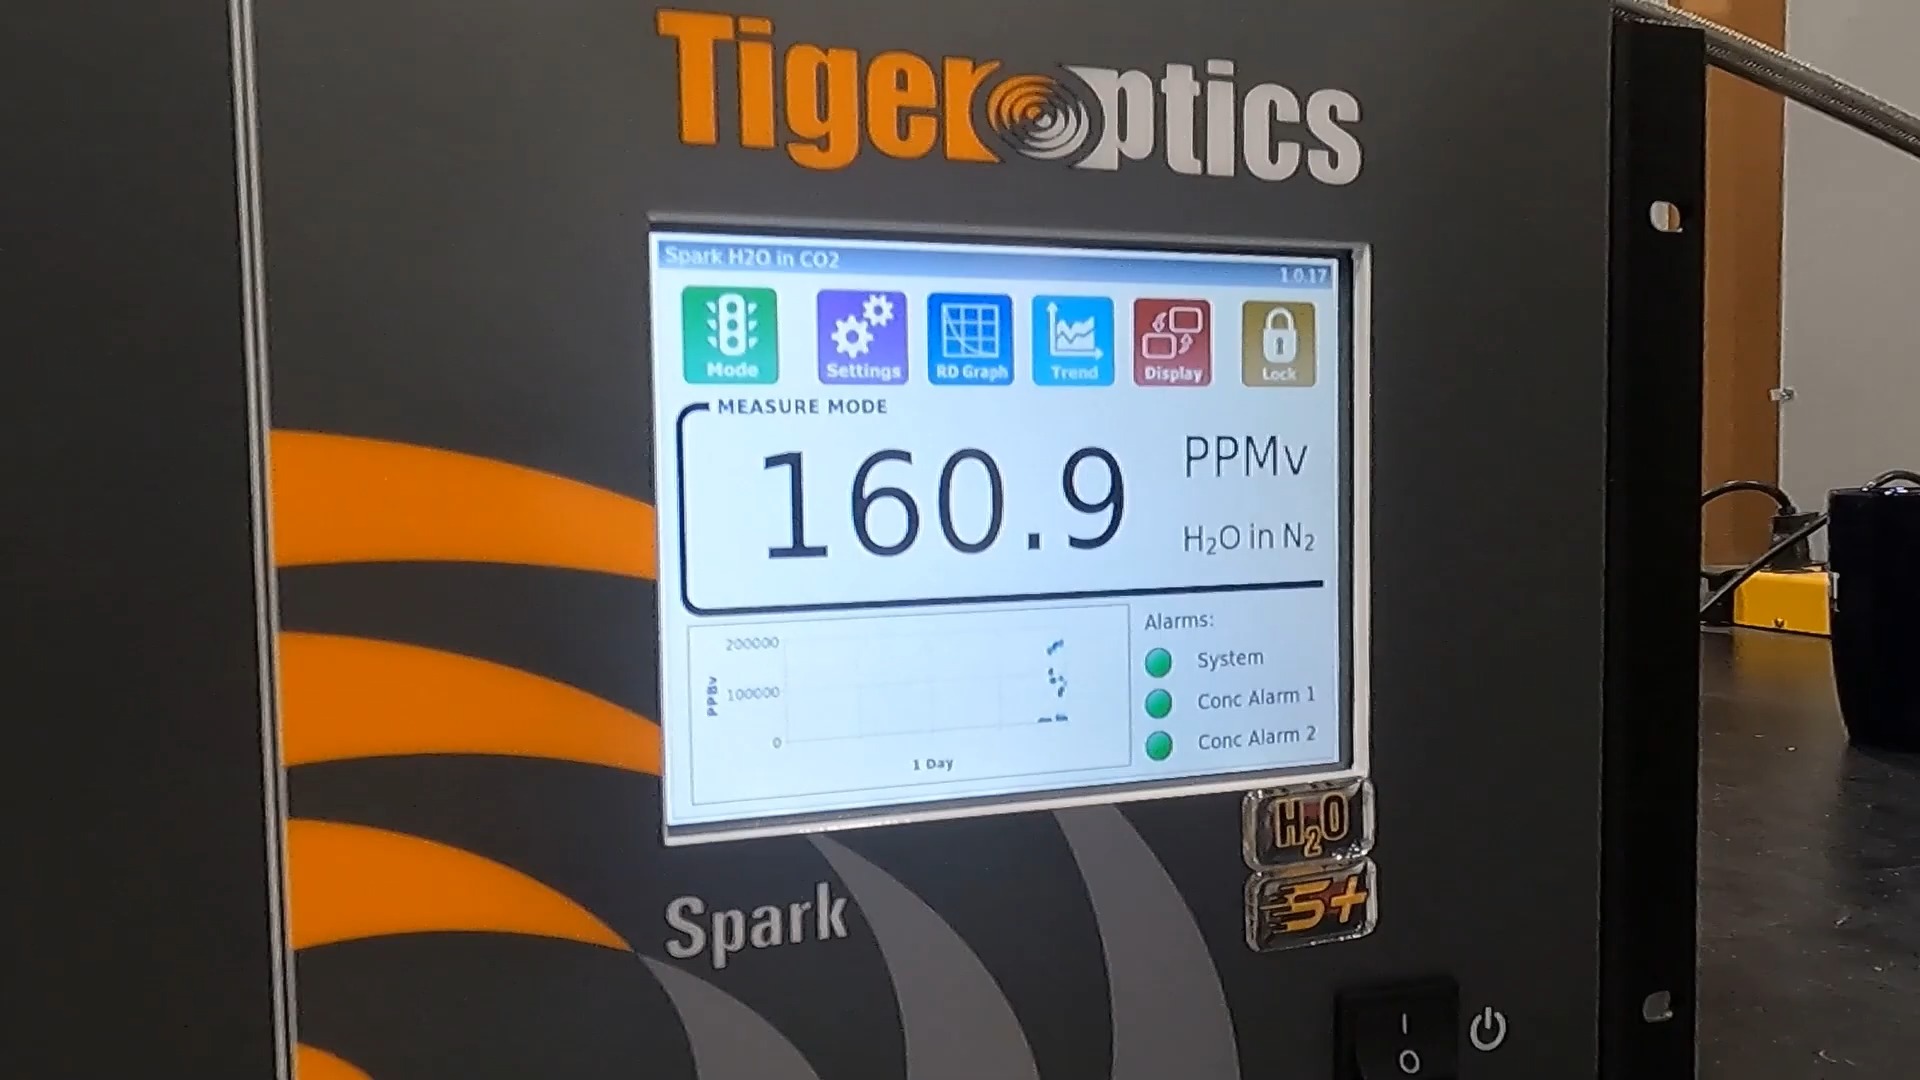 Tigeroptics
Spark H2O in CO2
1.0.17
Mode
Settings
RD Graph
Trend
Display
Lock
MEASURE MODE
160.9
PPMv
H₂O in N₂
200000
100000
0
PPBv
1 Day
Alarms:
System
Conc Alarm 1
Conc Alarm 2
H₂O
5+
Spark
I
O